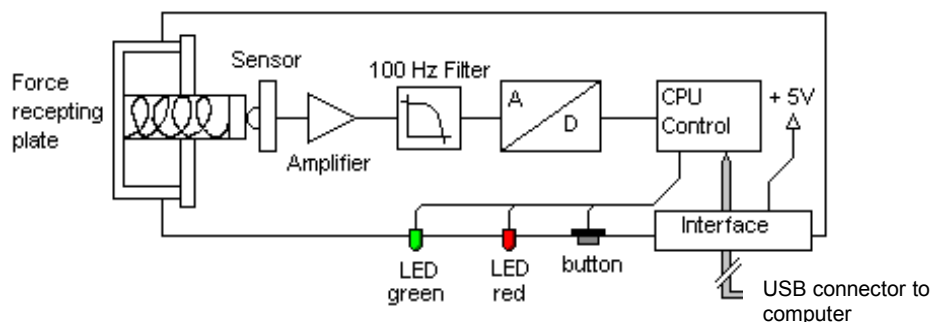 Force
recepting
plate
Sensor
Amplifier
100 Hz Filter
A
D
CPU
Control
+ 5V
Interface
LED
green
LED
red
button
USB connector to
computer